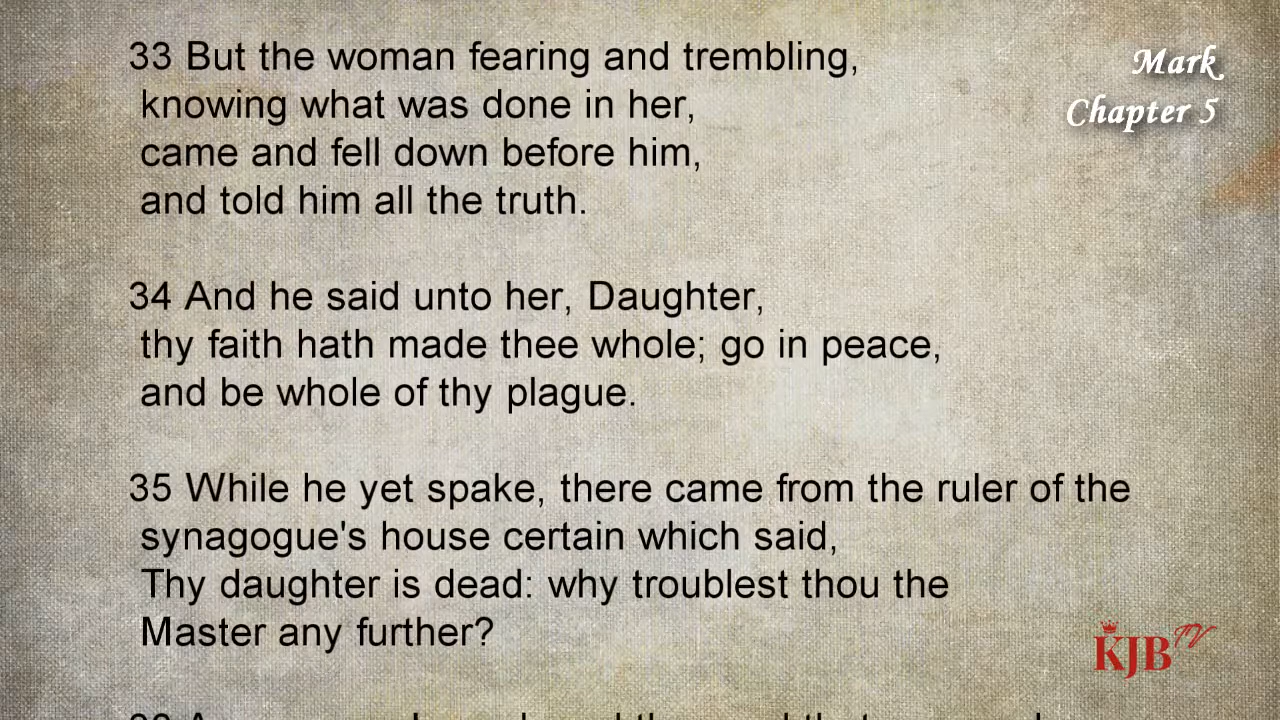 33 But the woman fearing and trembling,
knowing what was done in her,
came and fell down before him,
and told him all the truth.
34 And he said unto her, Daughter,
thy faith hath made thee whole; go in peace,
and be whole of thy plague.
35 While he yet spake, there came from the ruler of the
synagogue's house certain which said,
Thy daughter is dead: why troublest thou the
Master any further?
Mark
Chapter 5
KJB TV